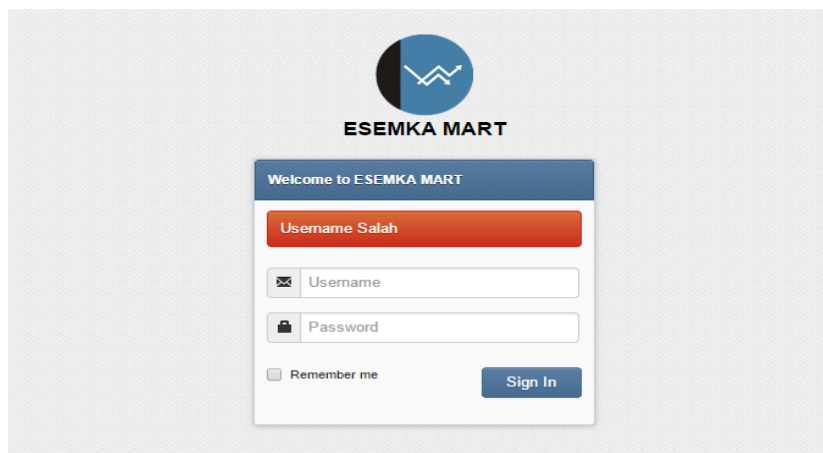 ESEMKA MART
Welcome to ESEMKA MART
Username Salah
Username
Password
Remember me
Sign In